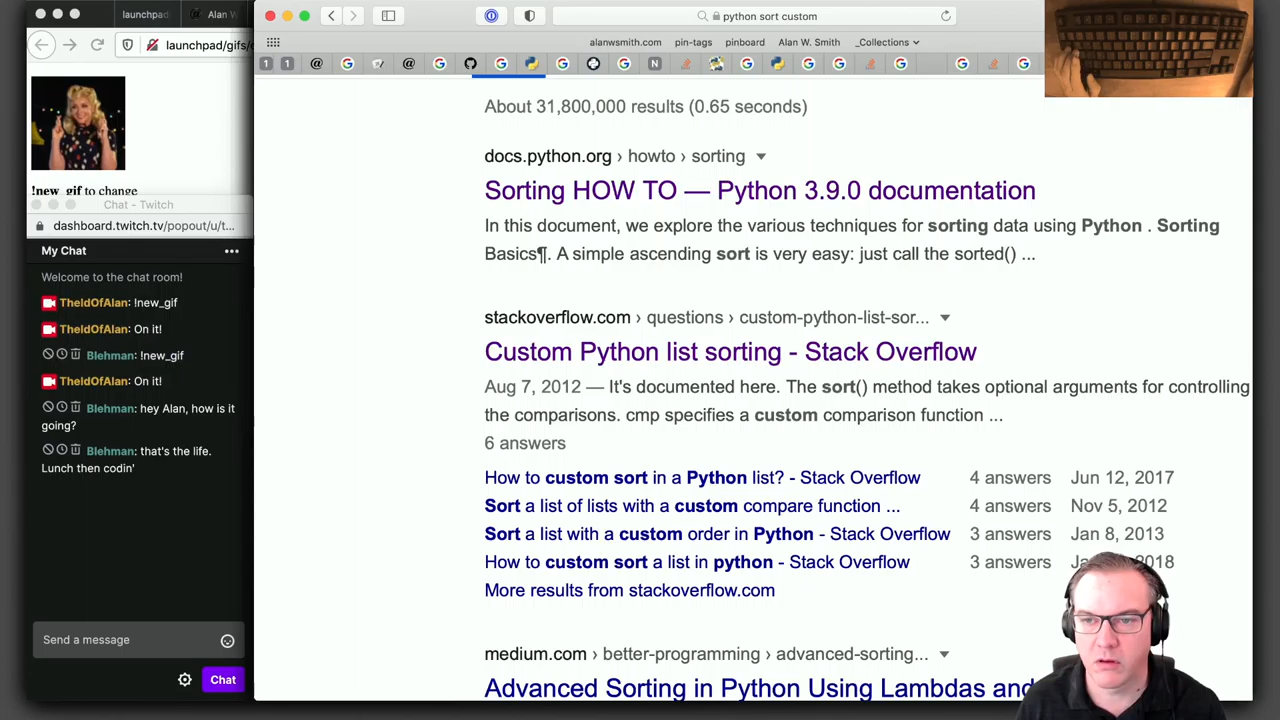 launchpad
Alan W
launchpad/gifs/
!new_gif to change
Chat - Twitch
dashboard.twitch.tv/popout/u/t...
My Chat
Welcome to the chat room!
TheIdOfAlan: !new_gif
TheIdOfAlan: On it!
Blehman: !new_gif
TheIdOfAlan: On it!
Blehman: hey Alan, how is it
going?
Blehman: that's the life.
Lunch then codin'
Send a message
Chat
python sort custom
alanwsmith.com pin-tags pinboard Alan W. Smith _Collections
1 1
About 31,800,000 results (0.65 seconds)
docs.python.org › howto › sorting
Sorting HOW TO — Python 3.9.0 documentation
In this document, we explore the various techniques for sorting data using Python . Sorting
Basics¶. A simple ascending sort is very easy: just call the sorted() ...
stackoverflow.com › questions › custom-python-list-sor...
Custom Python list sorting - Stack Overflow
Aug 7, 2012 — It's documented here. The sort() method takes optional arguments for controlling
the comparisons. cmp specifies a custom comparison function ...
6 answers
How to custom sort in a Python list? - Stack Overflow 4 answers Jun 12, 2017
Sort a list of lists with a custom compare function ... 4 answers Nov 5, 2012
Sort a list with a custom order in Python - Stack Overflow 3 answers Jan 8, 2013
How to custom sort a list in python - Stack Overflow 3 answers 2018
More results from stackoverflow.com
medium.com › better-programming › advanced-sorting...
Advanced Sorting in Python Using Lambdas and